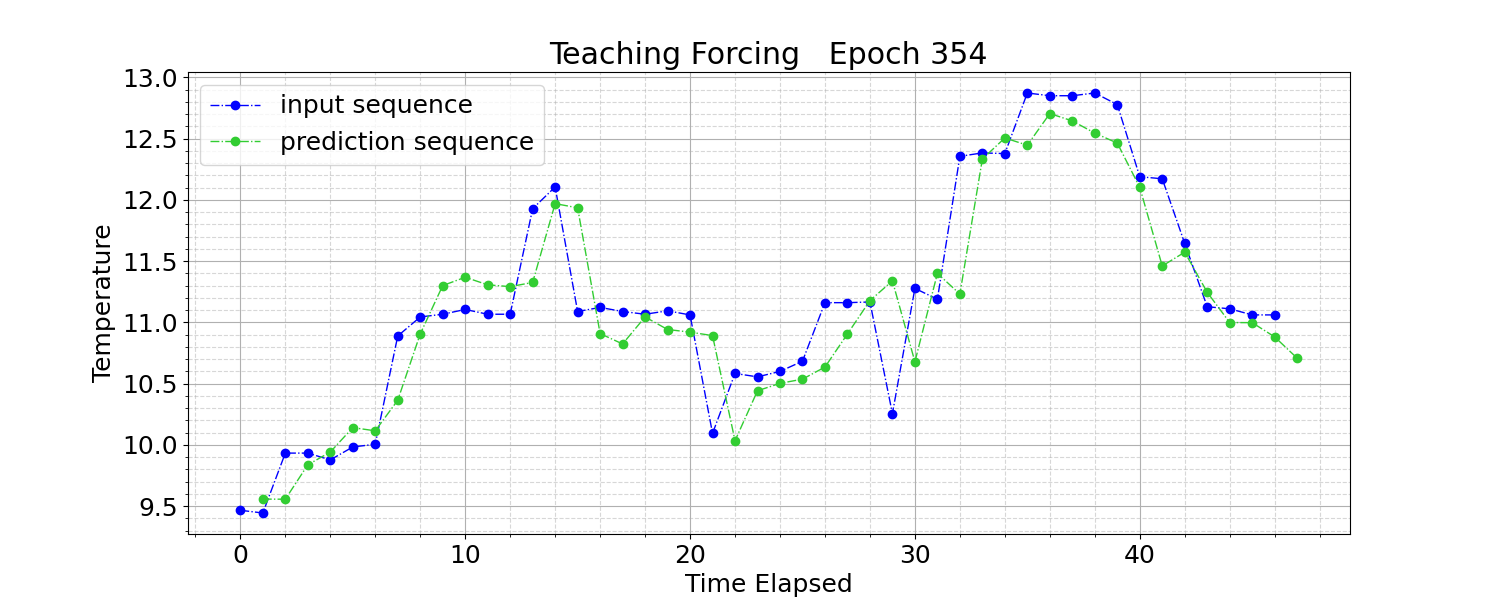 Teaching Forcing   Epoch 354
input sequence
prediction sequence
Temperature
13.0
12.5
12.0
11.5
11.0
10.5
10.0
9.5
0 10 20 30 40
Time Elapsed